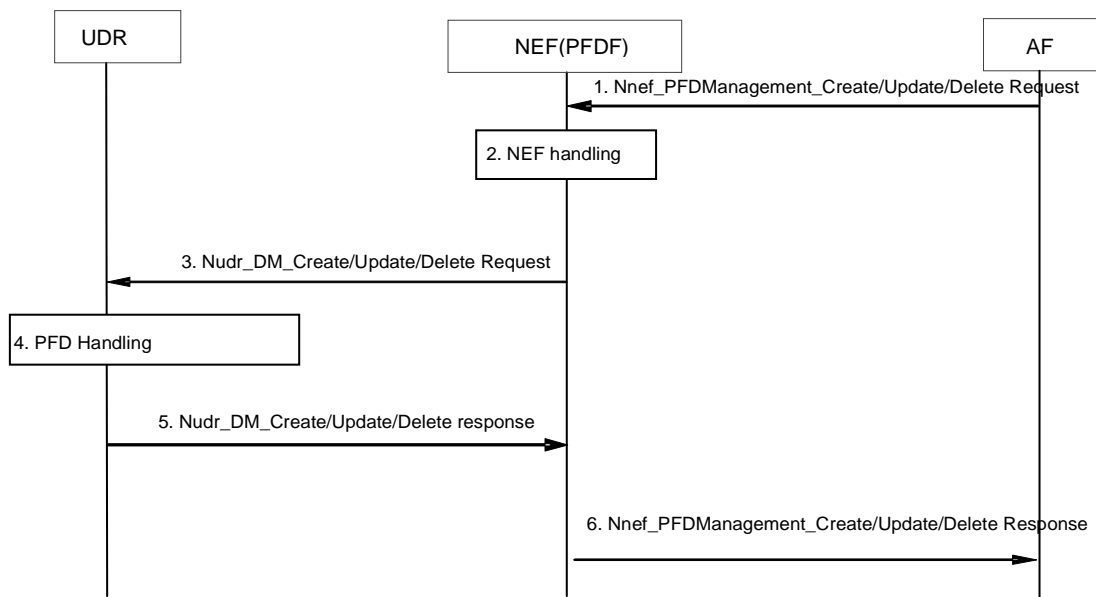 UDR
NEF(PFDF)
AF
1. Nnef_PFDManagement_Create/Update/Delete Request
2. NEF handling
3. Nudr_DM_Create/Update/Delete Request
4. PFD Handling
5. Nudr_DM_Create/Update/Delete response
6. Nnef_PFDManagement_Create/Update/Delete Response